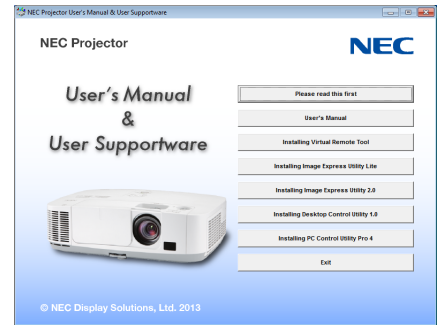 NEC Projector User's Manual & User Supportware
NEC Projector
NEC
User's Manual
&
User Supportware
Please read this first
User's Manual
Installing Virtual Remote Tool
Installing Image Express Utility Lite
Installing Image Express Utility 2.0
Installing Desktop Control Utility 1.0
Installing PC Control Utility Pro 4
Exit
© NEC Display Solutions, Ltd. 2013